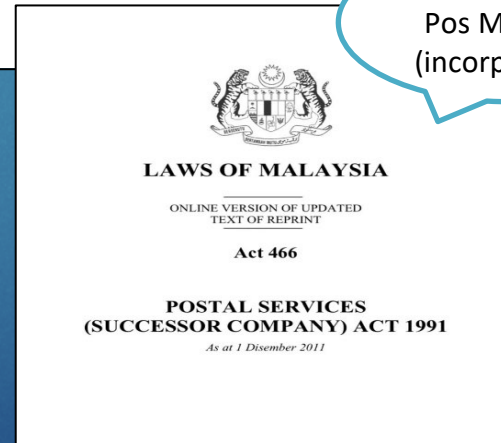 Pos M
(incorp
LAWS OF MALAYSIA
ONLINE VERSION OF UPDATED
TEXT OF REPRINT
Act 466
POSTAL SERVICES
(SUCCESSOR COMPANY) ACT 1991
As at 1 Disember 2011